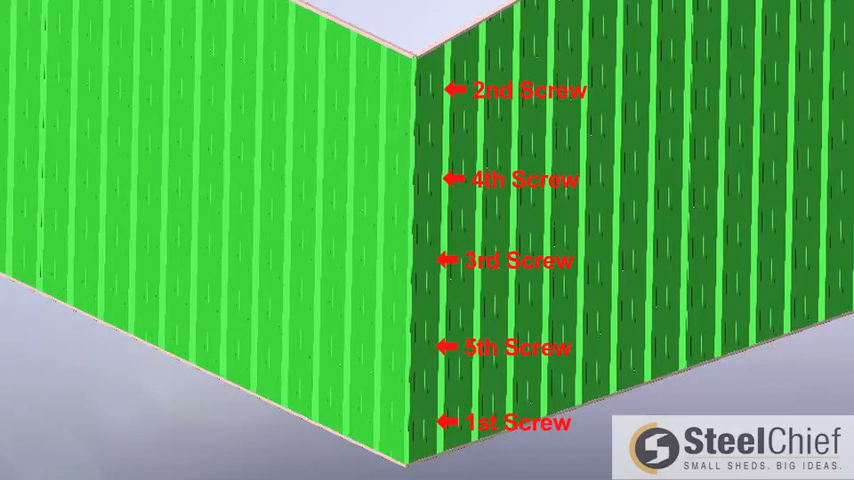 2nd Screw
4th Screw
3rd Screw
5th Screw
1st Screw
SteelChief
SMALL SHEDS. BIG IDEAS.